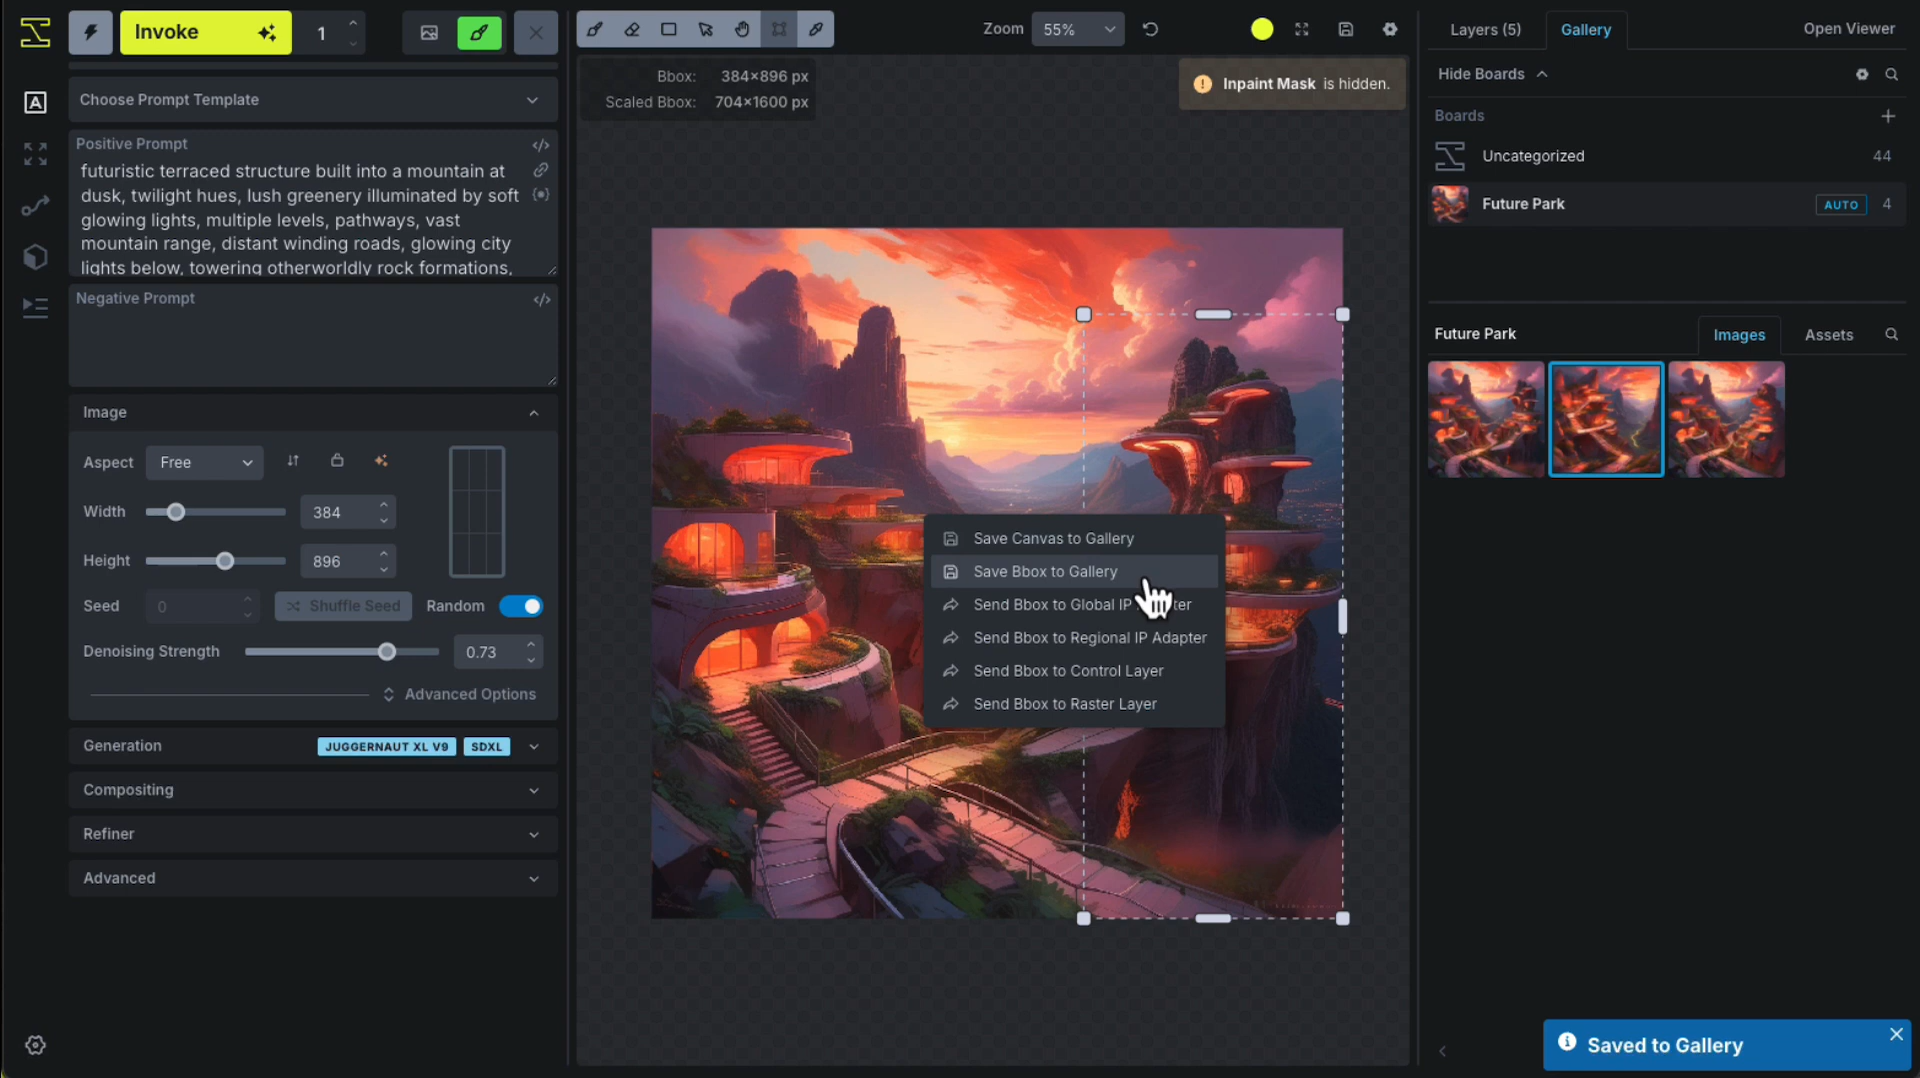 Invoke
1
Zoom
55%
Layers (5)
Gallery
Open Viewer
Choose Prompt Template
Bbox: 384×896 px
Scaled Bbox: 704×1600 px
Inpaint Mask is hidden.
Hide Boards
Boards
Uncategorized
44
Future Park
AUTO
4
Positive Prompt
futuristic terraced structure built into a mountain at
dusk, twilight hues, lush greenery illuminated by soft
glowing lights, multiple levels, pathways, vast
mountain range, distant winding roads, glowing city
lights below, towering otherworldly rock formations,
Negative Prompt
Future Park
Images
Assets
Image
Aspect
Free
Width
384
Height
896
Seed
0
Shuffle Seed
Random
Denoising Strength
0.73
Advanced Options
Generation
JUGGERNAUT XL V9
SDXL
Compositing
Refiner
Advanced
Save Canvas to Gallery
Save Bbox to Gallery
Send Bbox to Global IP ter
Send Bbox to Regional IP Adapter
Send Bbox to Control Layer
Send Bbox to Raster Layer
Saved to Gallery